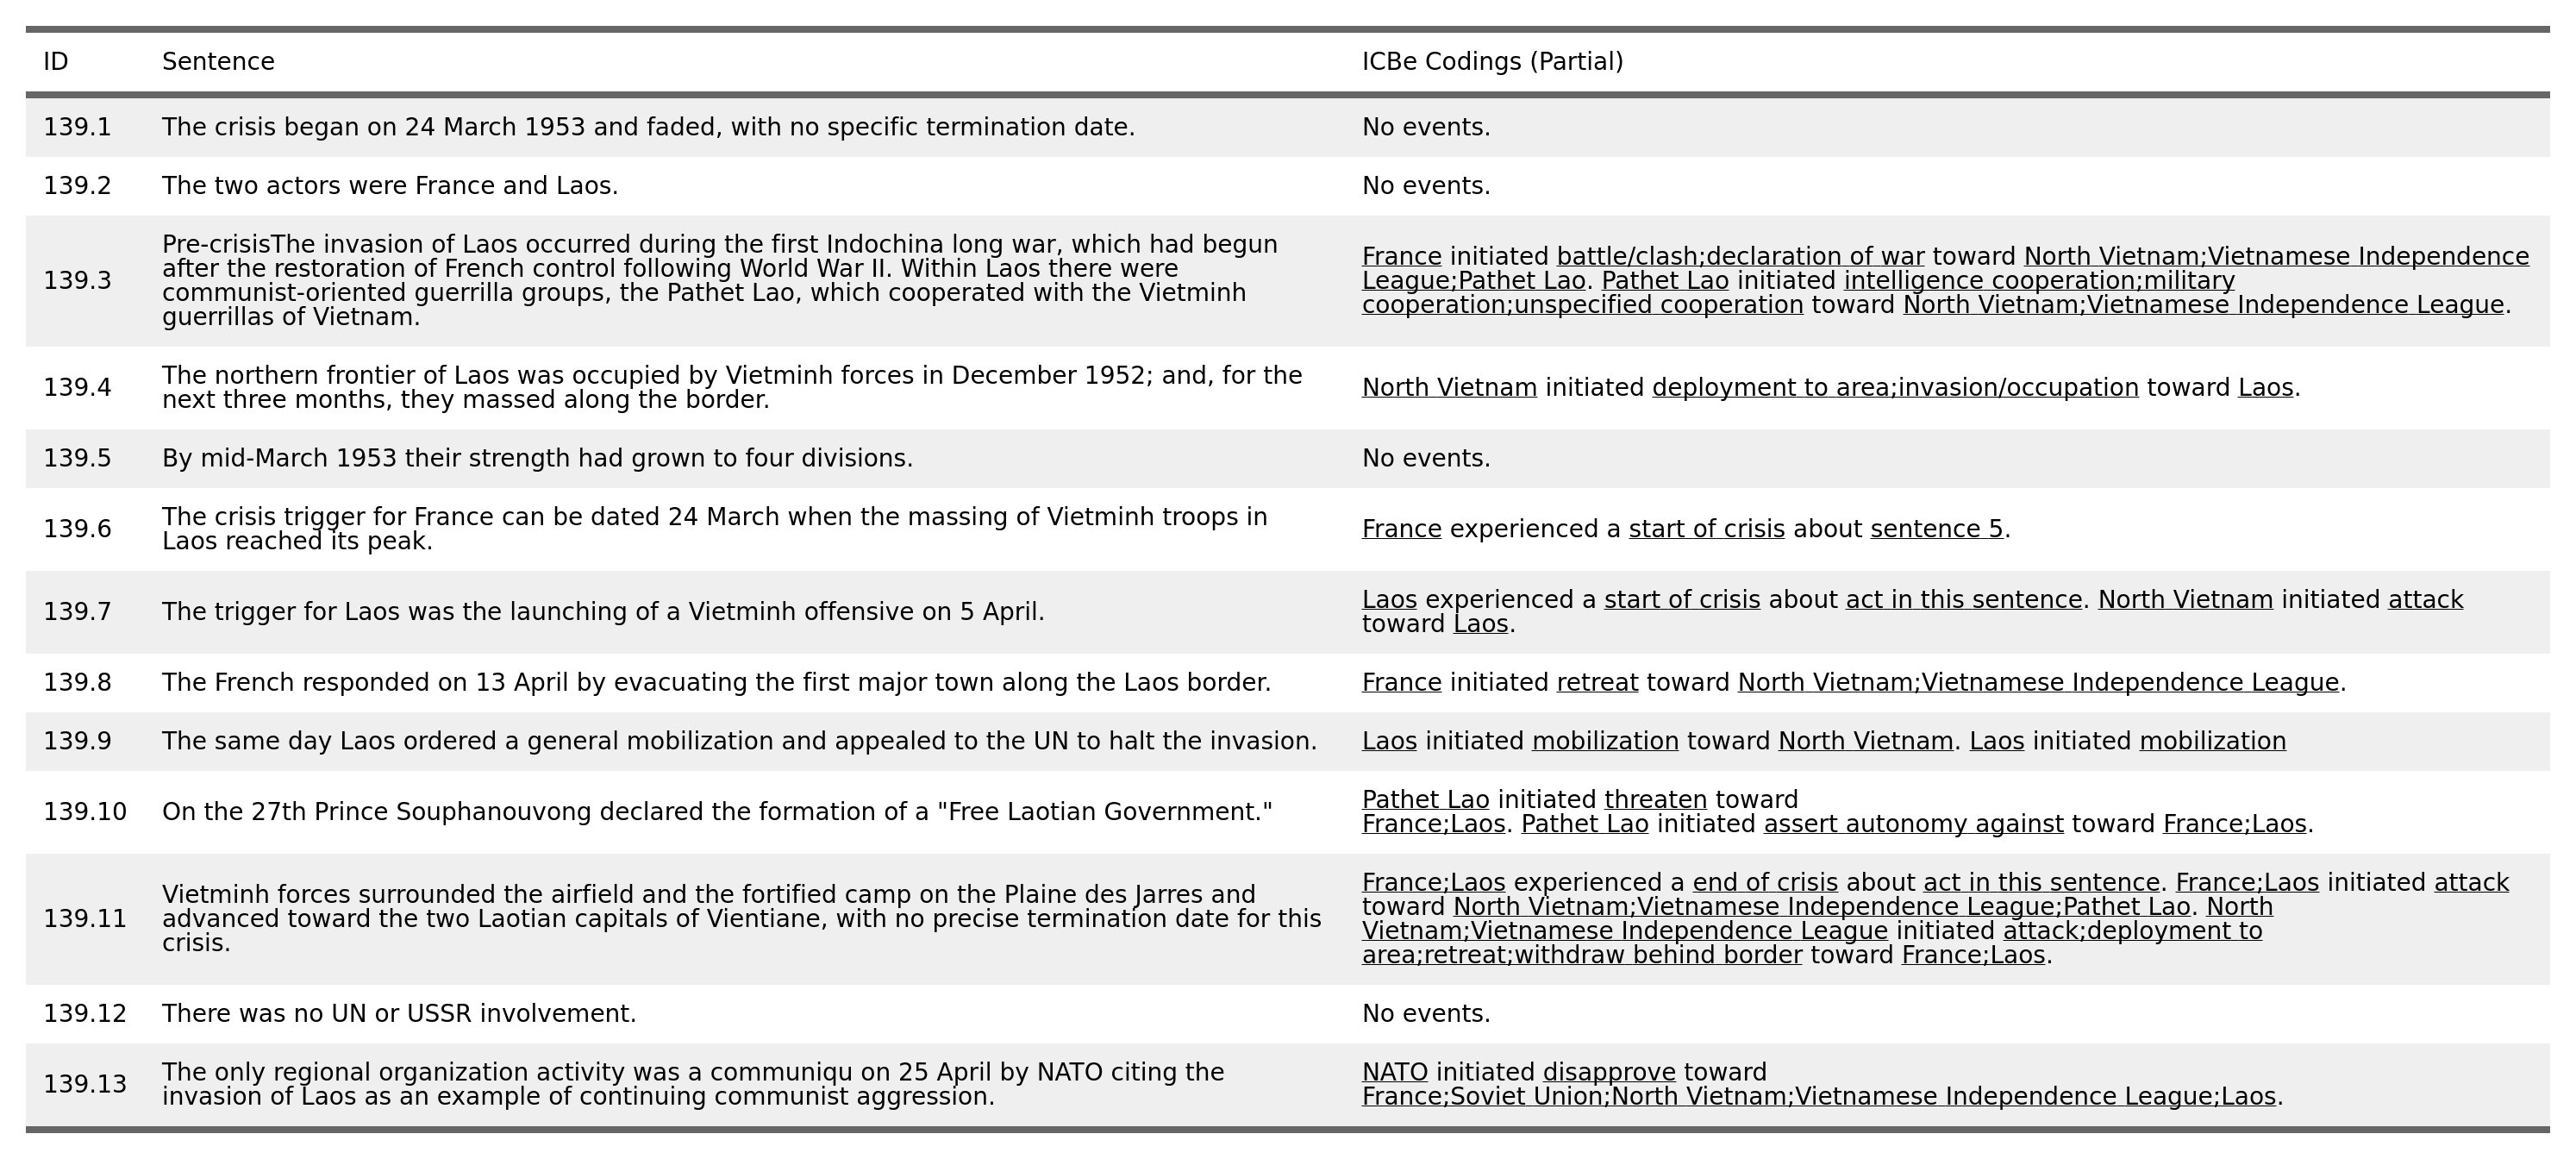 ID Sentence ICBe Codings (Partial)
139.1 The crisis began on 24 March 1953 and faded, with no specific termination date. No events.
139.2 The two actors were France and Laos. No events.
139.3
Pre-crisisThe invasion of Laos occurred during the first Indochina long war, which had begun
after the restoration of French control following World War II. Within Laos there were
communist-oriented guerrilla groups, the Pathet Lao, which cooperated with the Vietminh
guerrillas of Vietnam.
France initiated battle/clash;declaration of war toward North Vietnam;Vietnamese Independence
League;Pathet Lao. Pathet Lao initiated intelligence cooperation;military
cooperation;unspecified cooperation toward North Vietnam;Vietnamese Independence League.
139.4
The northern frontier of Laos was occupied by Vietminh forces in December 1952; and, for the
next three months, they massed along the border.
North Vietnam initiated deployment to area;invasion/occupation toward Laos.
139.5 By mid-March 1953 their strength had grown to four divisions. No events.
139.6
The crisis trigger for France can be dated 24 March when the massing of Vietminh troops in
Laos reached its peak.
France experienced a start of crisis about sentence 5.
139.7 The trigger for Laos was the launching of a Vietminh offensive on 5 April.
Laos experienced a start of crisis about act in this sentence. North Vietnam initiated attack
toward Laos.
139.8 The French responded on 13 April by evacuating the first major town along the Laos border. France initiated retreat toward North Vietnam;Vietnamese Independence League.
139.9 The same day Laos ordered a general mobilization and appealed to the UN to halt the invasion. Laos initiated mobilization toward North Vietnam. Laos initiated mobilization
139.10 On the 27th Prince Souphanouvong declared the formation of a "Free Laotian Government."
Pathet Lao initiated threaten toward
France;Laos. Pathet Lao initiated assert autonomy against toward France;Laos.
139.11
Vietminh forces surrounded the airfield and the fortified camp on the Plaine des Jarres and
advanced toward the two Laotian capitals of Vientiane, with no precise termination date for this
crisis.
France;Laos experienced a end of crisis about act in this sentence. France;Laos initiated attack
toward North Vietnam;Vietnamese Independence League;Pathet Lao. North
Vietnam;Vietnamese Independence League initiated attack;deployment to
area;retreat;withdraw behind border toward France;Laos.
139.12 There was no UN or USSR involvement. No events.
139.13
The only regional organization activity was a communiqu on 25 April by NATO citing the
invasion of Laos as an example of continuing communist aggression.
NATO initiated disapprove toward
France;Soviet Union;North Vietnam;Vietnamese Independence League;Laos.